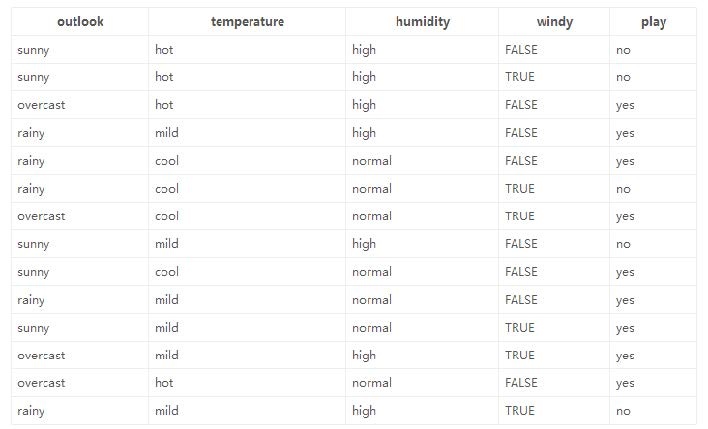 outlook temperature humidity windy play
sunny hot high FALSE no
sunny hot high TRUE no
overcast hot high FALSE yes
rainy mild high FALSE yes
rainy cool normal FALSE yes
rainy cool normal TRUE no
overcast cool normal TRUE yes
sunny mild high FALSE no
sunny cool normal FALSE yes
rainy mild normal FALSE yes
sunny mild normal TRUE yes
overcast mild high TRUE yes
overcast hot normal FALSE yes
rainy mild high TRUE no